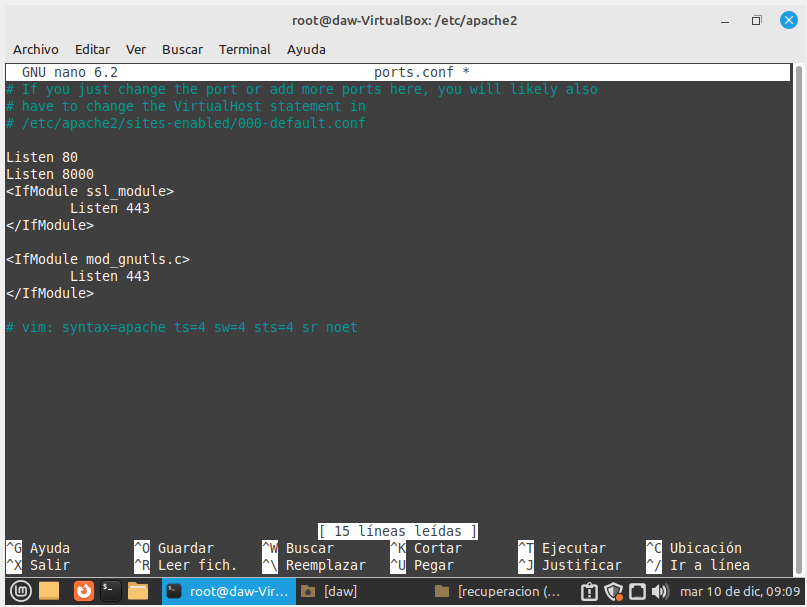 root@daw-VirtualBox: /etc/apache2
Archivo Editar Ver Buscar Terminal Ayuda
GNU nano 6.2 ports.conf *
# If you just change the port or add more ports here, you will likely also
# have to change the VirtualHost statement in
# /etc/apache2/sites-enabled/000-default.conf
Listen 80
Listen 8000
<IfModule ssl_module>
Listen 443
</IfModule>
<IfModule mod_gnutls.c>
Listen 443
</IfModule>
# vim: syntax=apache ts=4 sw=4 sts=4 sr noet
[ 15 líneas leídas ]
^G Ayuda ^O Guardar ^W Buscar ^K Cortar ^T Ejecutar ^C Ubicación
^X Salir ^R Leer fich. ^\ Reemplazar ^U Pegar ^J Justificar ^/ Ir a línea
root@daw-Vir... [daw] [recuperacion (... mar 10 de dic, 09:09